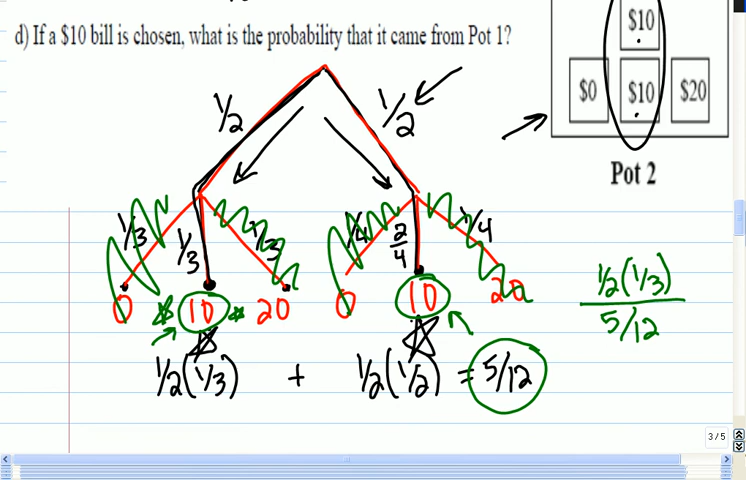 $10
d) If a $10 bill is chosen, what is the probability that it came from Pot 1?
$0 $10 $20
Pot 2
1/2 1/2
1/3 1/3 1/3 1/4 2/4 1/4
0 10 20 0 10 20
1/2(1/3) + 1/2(1/2) = 5/12
1/2(1/3)
5/12
3/5